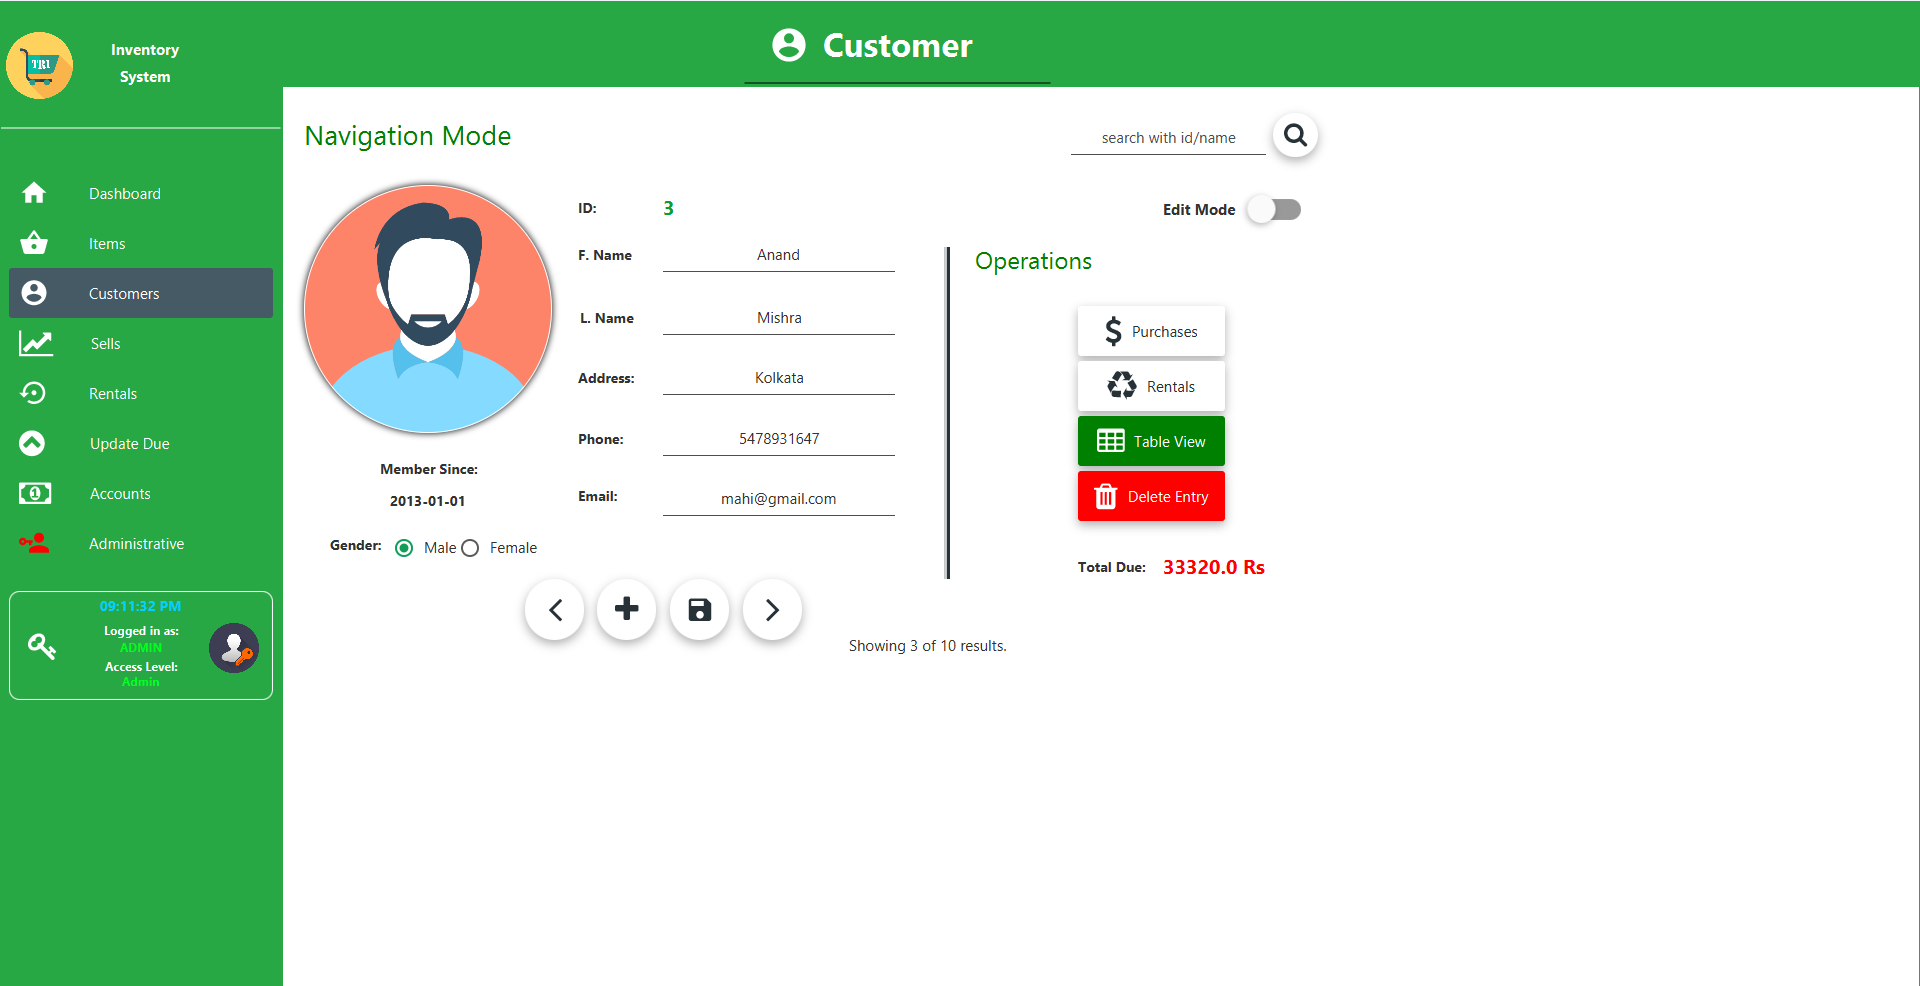 TRI
Inventory
System
Customer
Navigation Mode
search with id/name
Dashboard
Items
Customers
Sells
Rentals
Update Due
Accounts
Administrative
09:11:32 PM
Logged in as:
ADMIN
Access Level:
Admin
Member Since:
2013-01-01
Gender: Male Female
ID: 3
F. Name Anand
L. Name Mishra
Address: Kolkata
Phone: 5478931647
Email: mahi@gmail.com
Edit Mode
Operations
Purchases
Rentals
Table View
Delete Entry
Total Due: 33320.0 Rs
Showing 3 of 10 results.